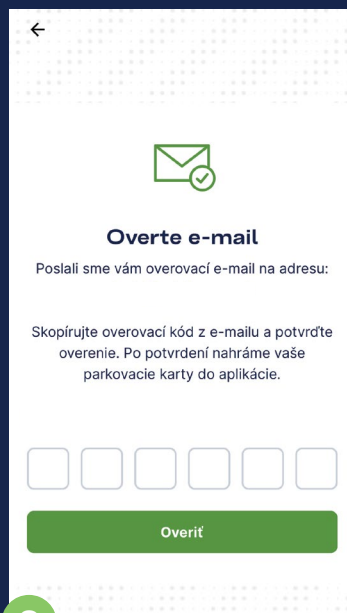 Overte e-mail
Poslali sme vám overovací e-mail na adresu:
Skopírujte overovací kód z e-mailu a potvrďte
overenie. Po potvrdení nahráme vaše
parkovacie karty do aplikácie.
Overiť